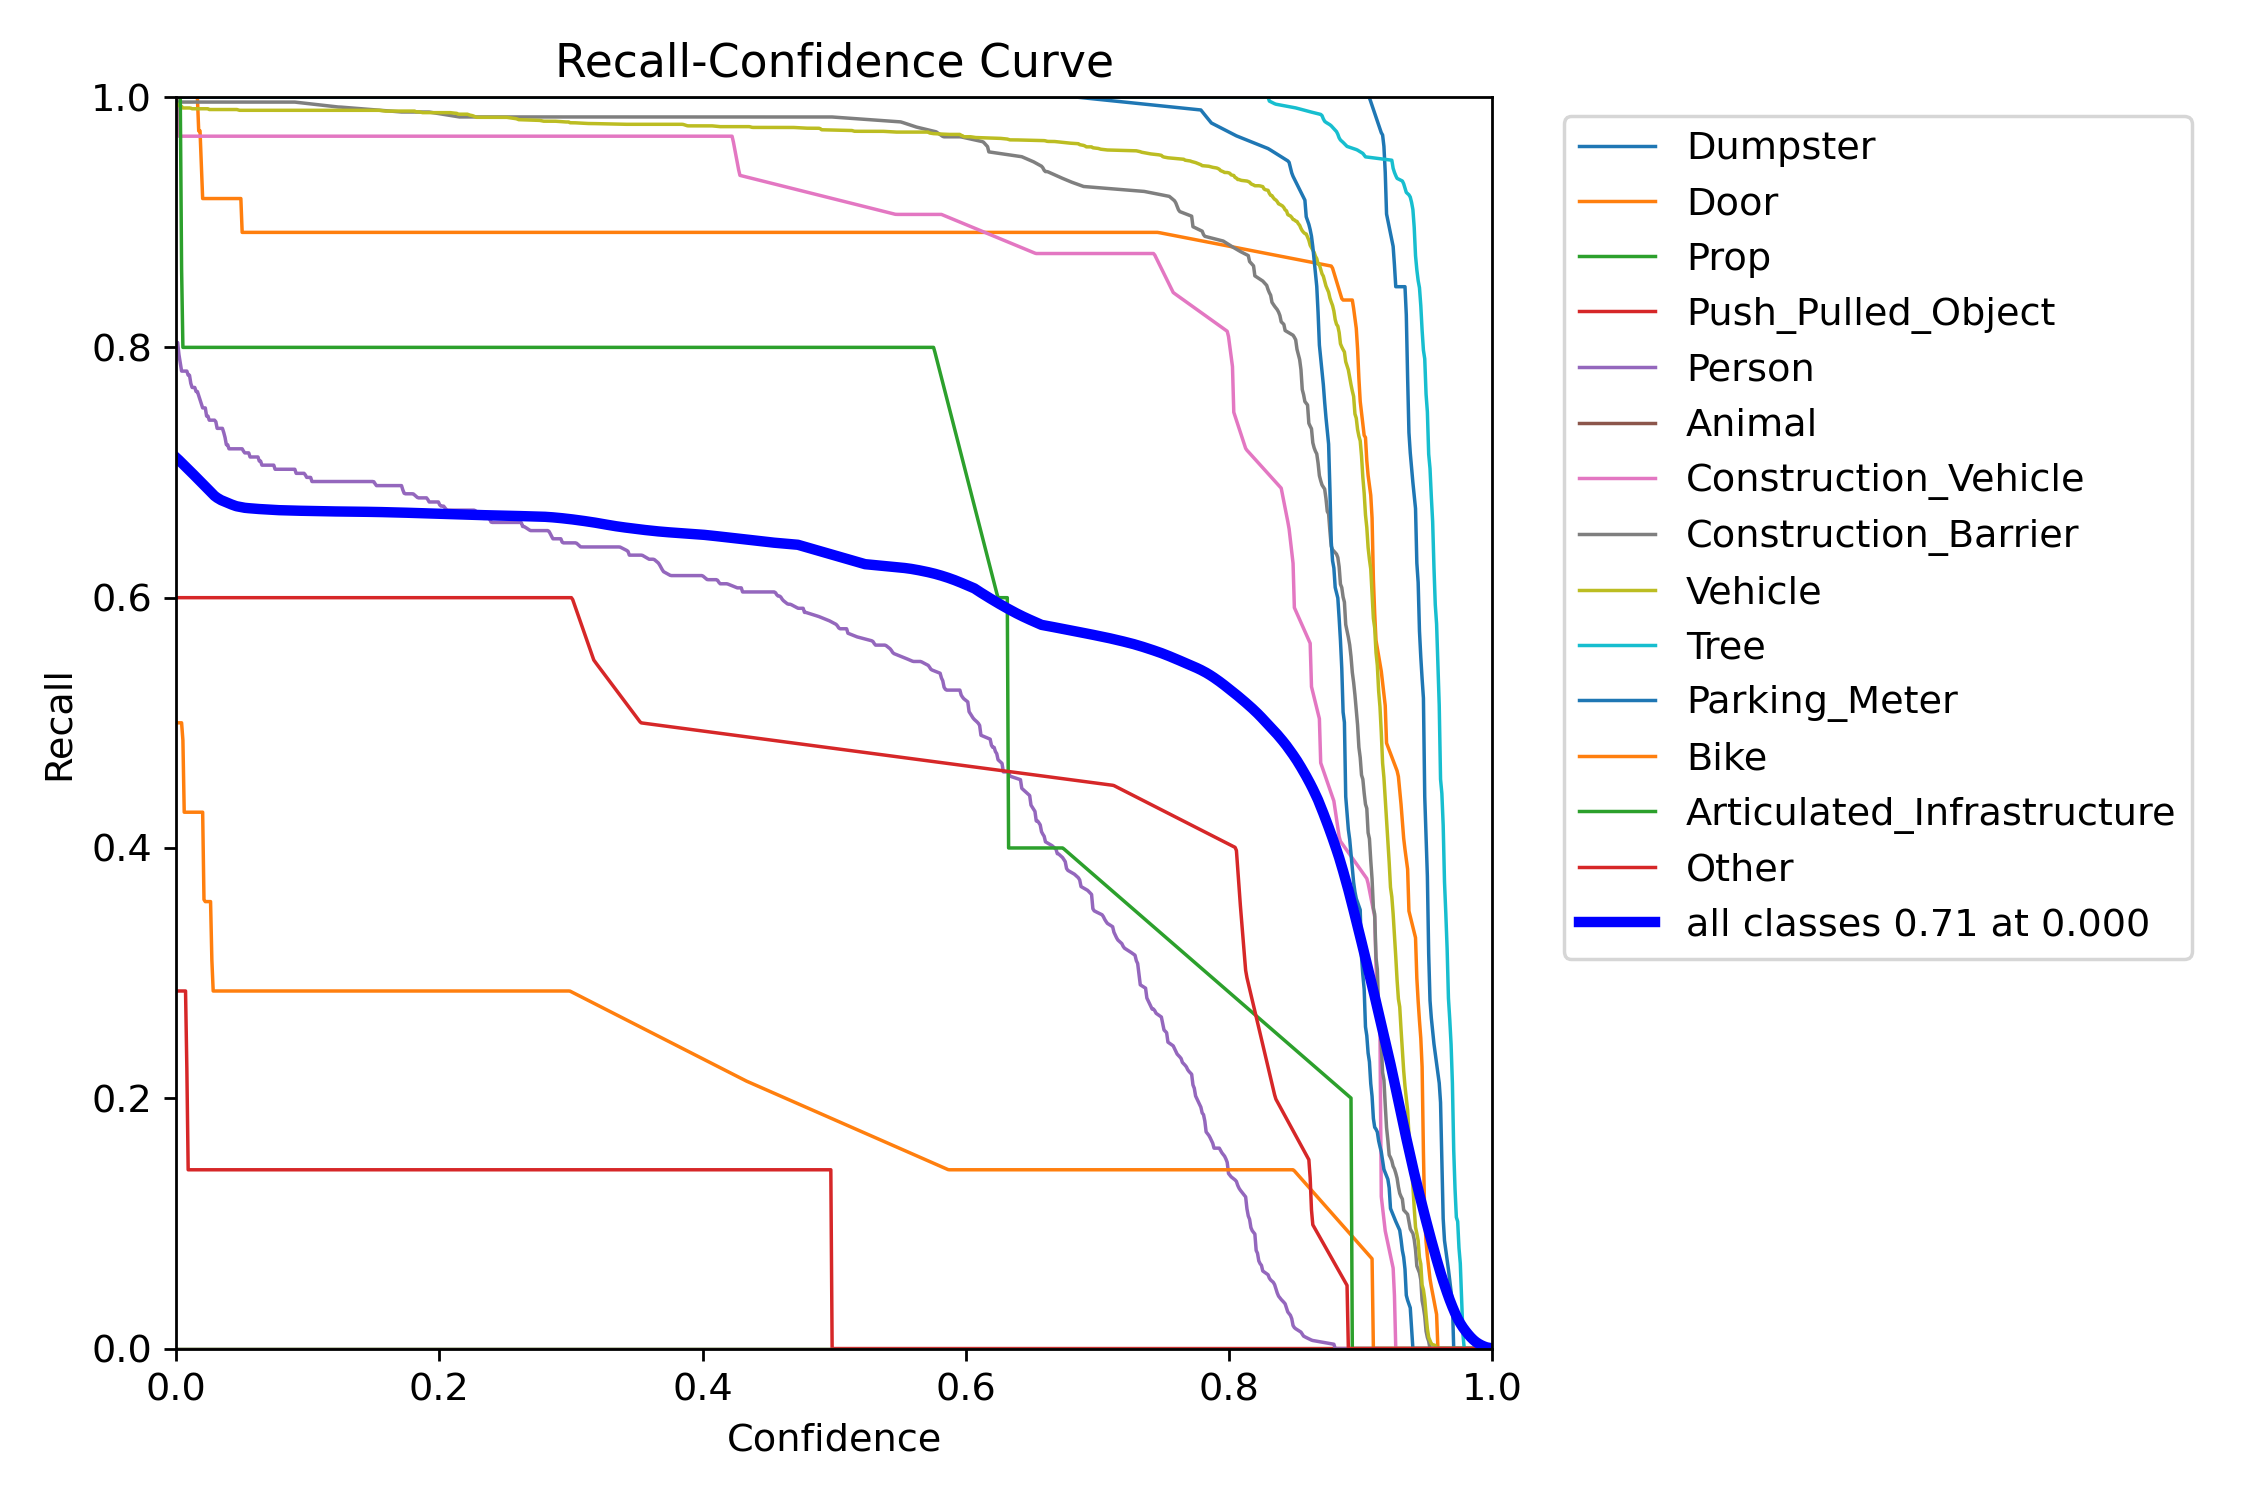 Recall-Confidence Curve
1.0
0.8
0.6
0.4
0.2
0.0
Recall
0.0 0.2 0.4 0.6 0.8 1.0
Confidence
Dumpster
Door
Prop
Push_Pulled_Object
Person
Animal
Construction_Vehicle
Construction_Barrier
Vehicle
Tree
Parking_Meter
Bike
Articulated_Infrastructure
Other
all classes 0.71 at 0.000